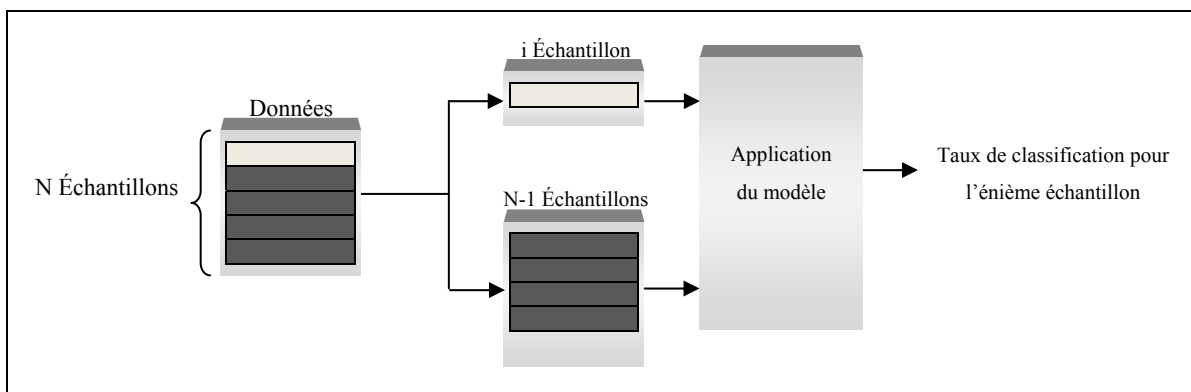 i Échantillon
Données
N Échantillons
N-1 Échantillons
Application
du modèle
Taux de classification pour
l'énième échantillon